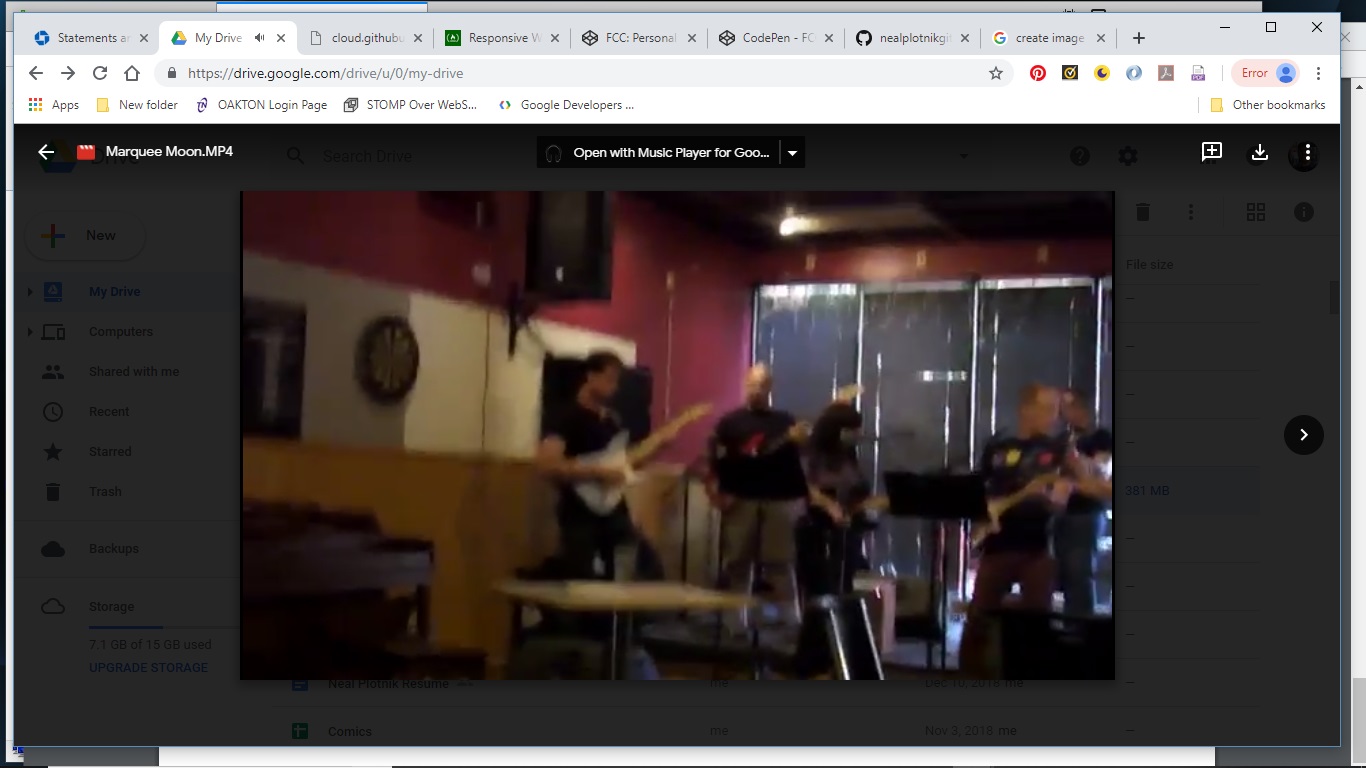 Statements ar
My Drive
cloud.githubu
Responsive W
FCC: Personal
CodePen - FC
nealplotnikgit
create image
https://drive.google.com/drive/u/0/my-drive
Error
Apps
New folder
OAKTON Login Page
STOMP Over WebS...
Google Developers ...
Other bookmarks
Marquee Moon.MP4
Search Drive
Open with Music Player for Goo...
New
File size
My Drive
Computers
Shared with me
Recent
Starred
381 MB
Trash
Backups
Storage
7.1 GB of 15 GB used
UPGRADE STORAGE
Neal Plotnik Resume
me
Dec 10, 2018 me
Comics
me
Nov 3, 2018 me